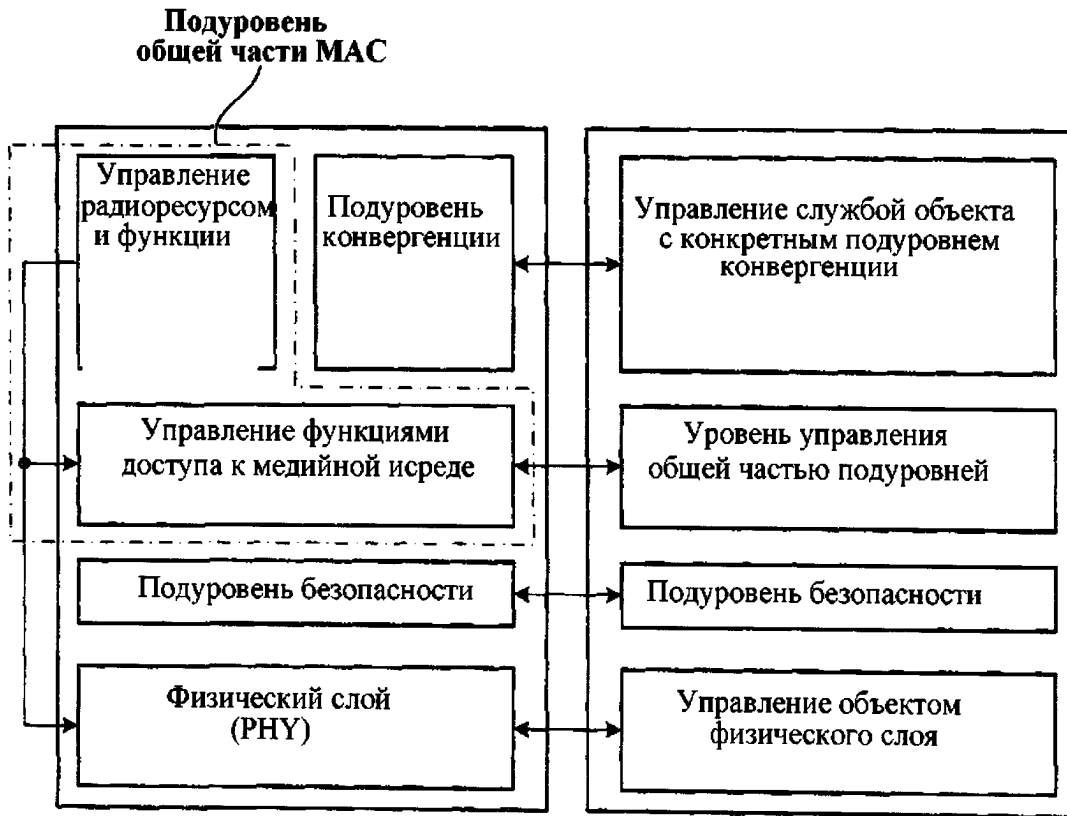 Подуровень
общей части MAC
Управление
радиоресурсом
и функции
Подуровень
конвергенции
Управление службой объекта
с конкретным подуровнем
конвергенции
Управление функциями
доступа к медийной исреде
Уровень управления
общей частью подуровней
Подуровень безопасности
Подуровень безопасности
Физический слой
(PHY)
Управление объектом
физического слоя